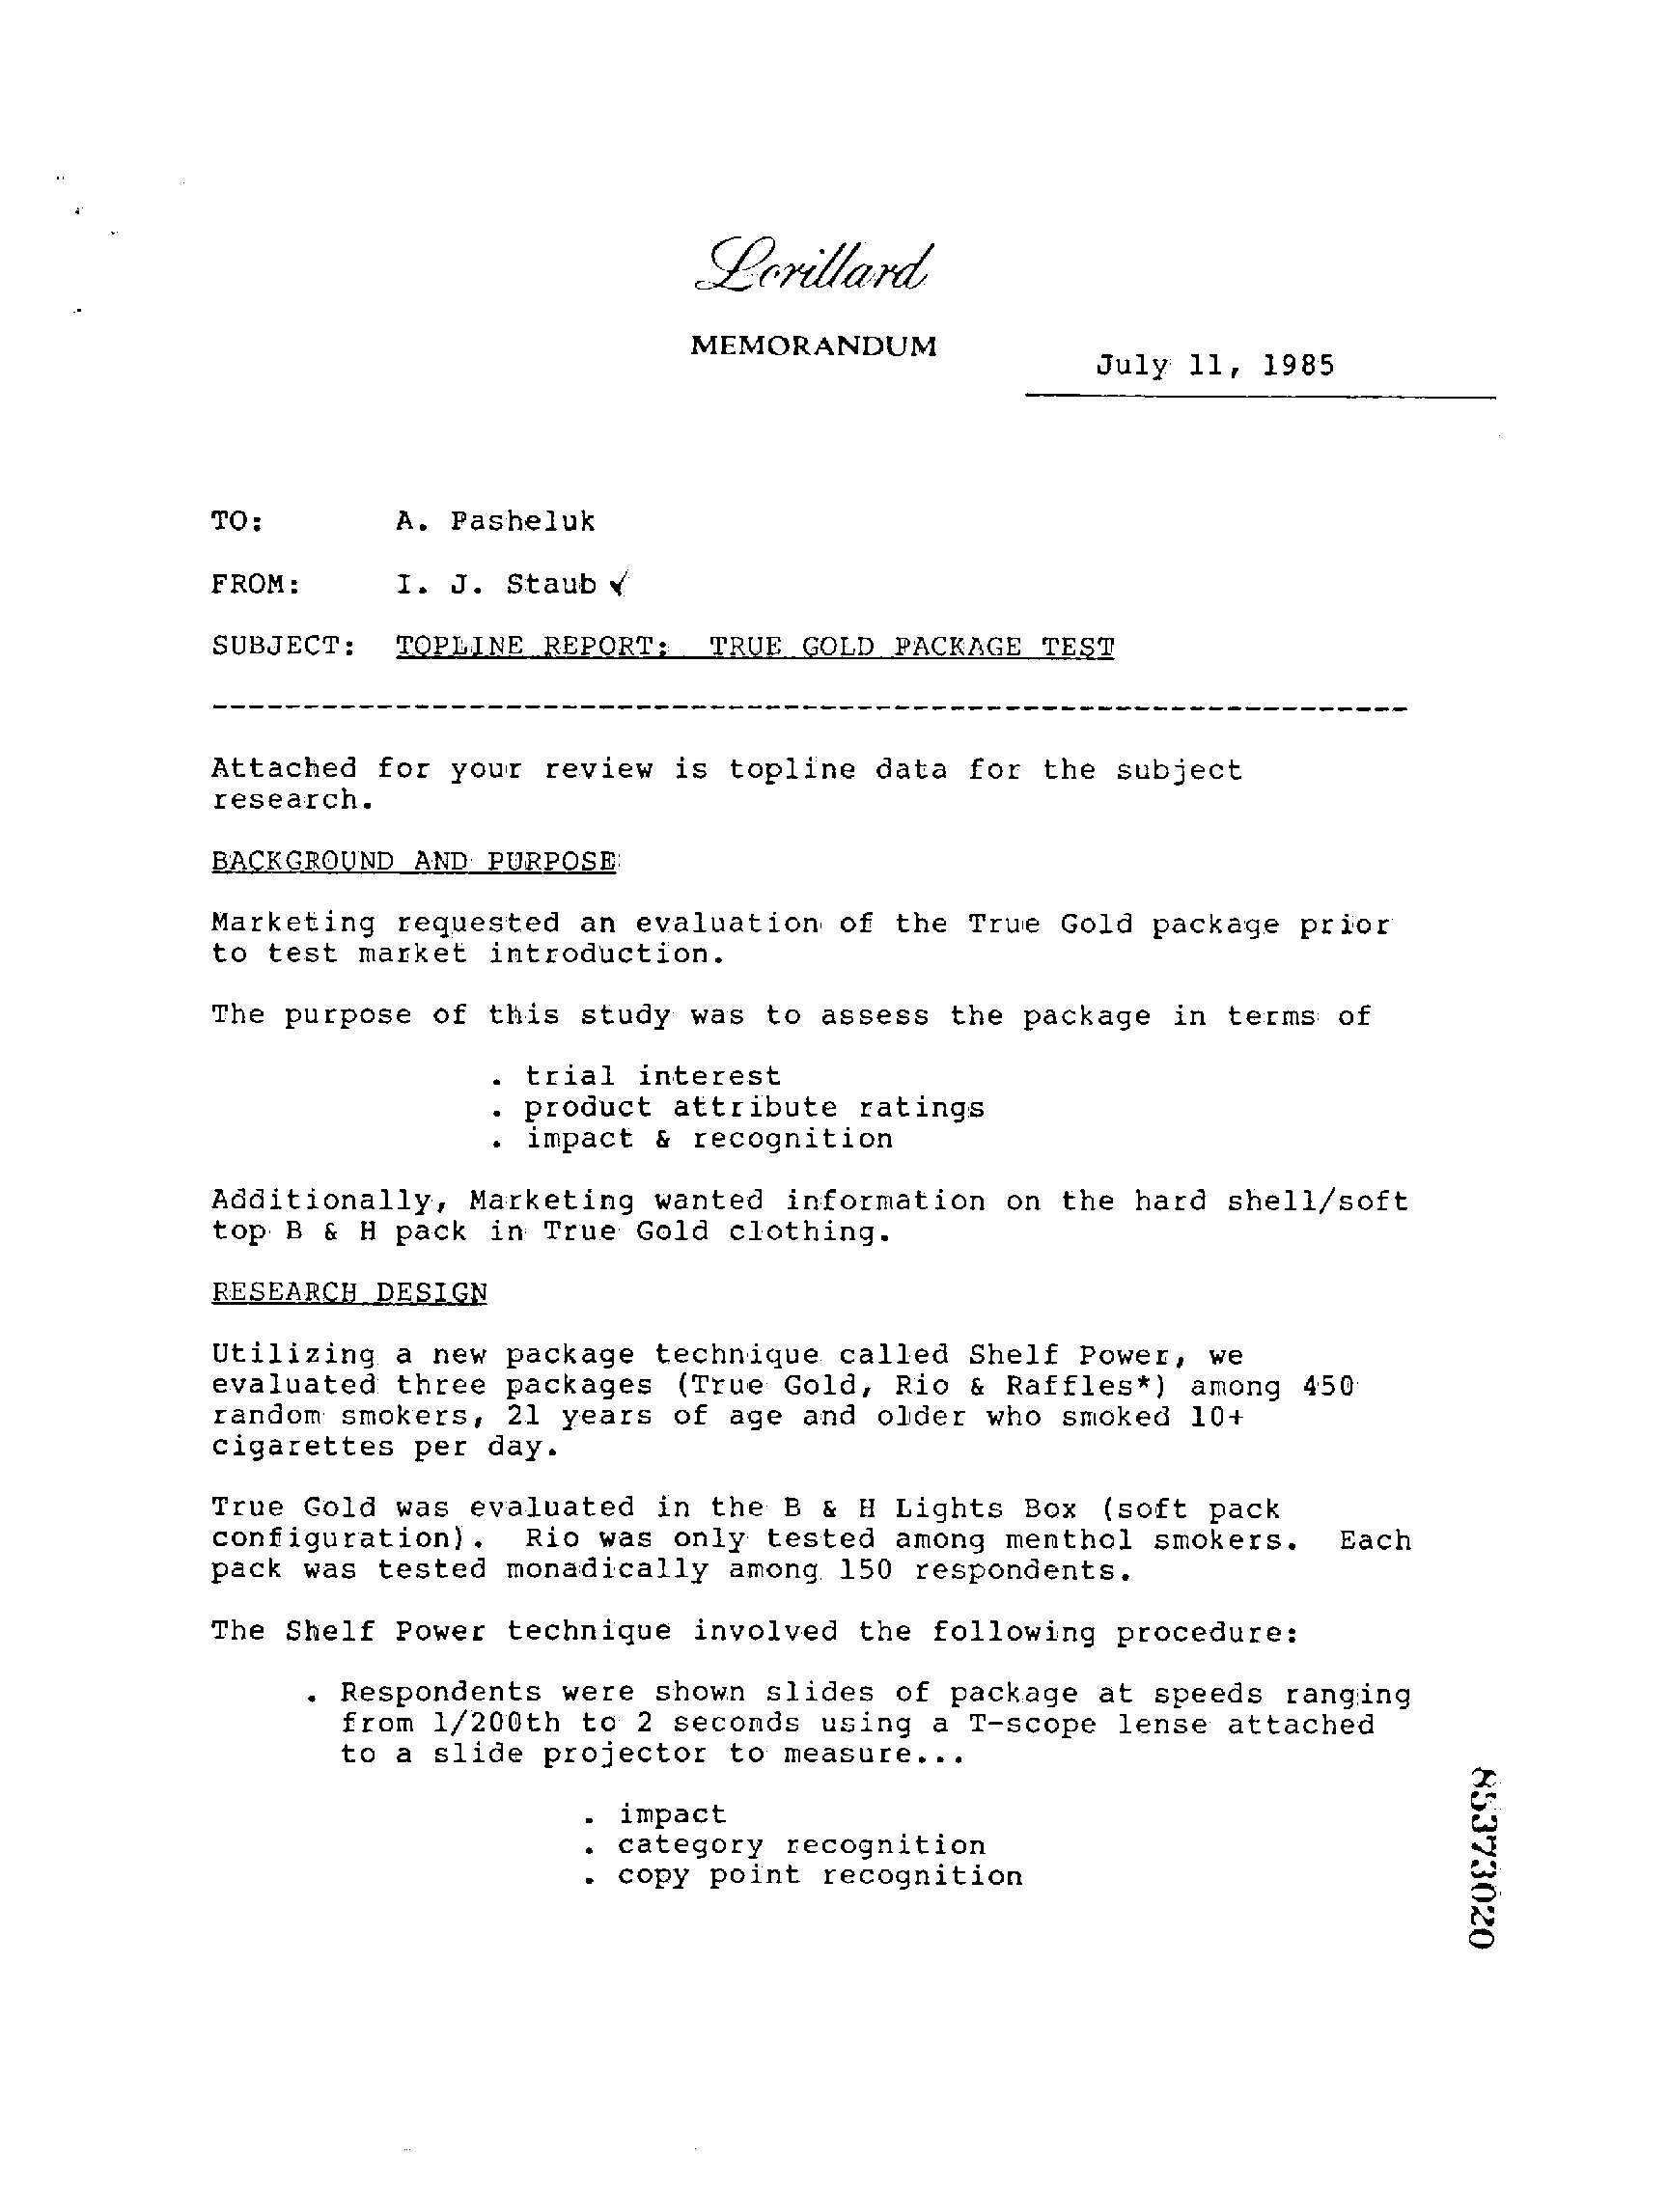 Lorillard
MEMORANDUM
July 11, 1985
TO: A. Pasheluk
FROM: I. J. Staub ✓
SUBJECT: TOPLINE REPORT: TRUE GOLD PACKAGE TEST
-----------------------------------------------------------------
Attached for your review is topline data for the subject
research.
BACKGROUND AND PURPOSE
Marketing requested an evaluation of the True Gold package prior
to test market introduction.
The purpose of this study was to assess the package in terms of
. trial interest
. product attribute ratings
. impact & recognition
Additionally, Marketing wanted information on the hard shell/soft
top B & H pack in True Gold clothing.
RESEARCH DESIGN
Utilizing a new package technique called Shelf Power, we
evaluated three packages (True Gold, Rio & Raffles*) among 450
random smokers, 21 years of age and older who smoked 10+
cigarettes per day.
True Gold was evaluated in the B & H Lights Box (soft pack
configuration). Rio was only tested among menthol smokers. Each
pack was tested monadically among 150 respondents.
The Shelf Power technique involved the following procedure:
. Respondents were shown slides of package at speeds ranging
from 1/200th to 2 seconds using a T-scope lense attached
to a slide projector to measure...
. impact
. category recognition
. copy point recognition
85373020